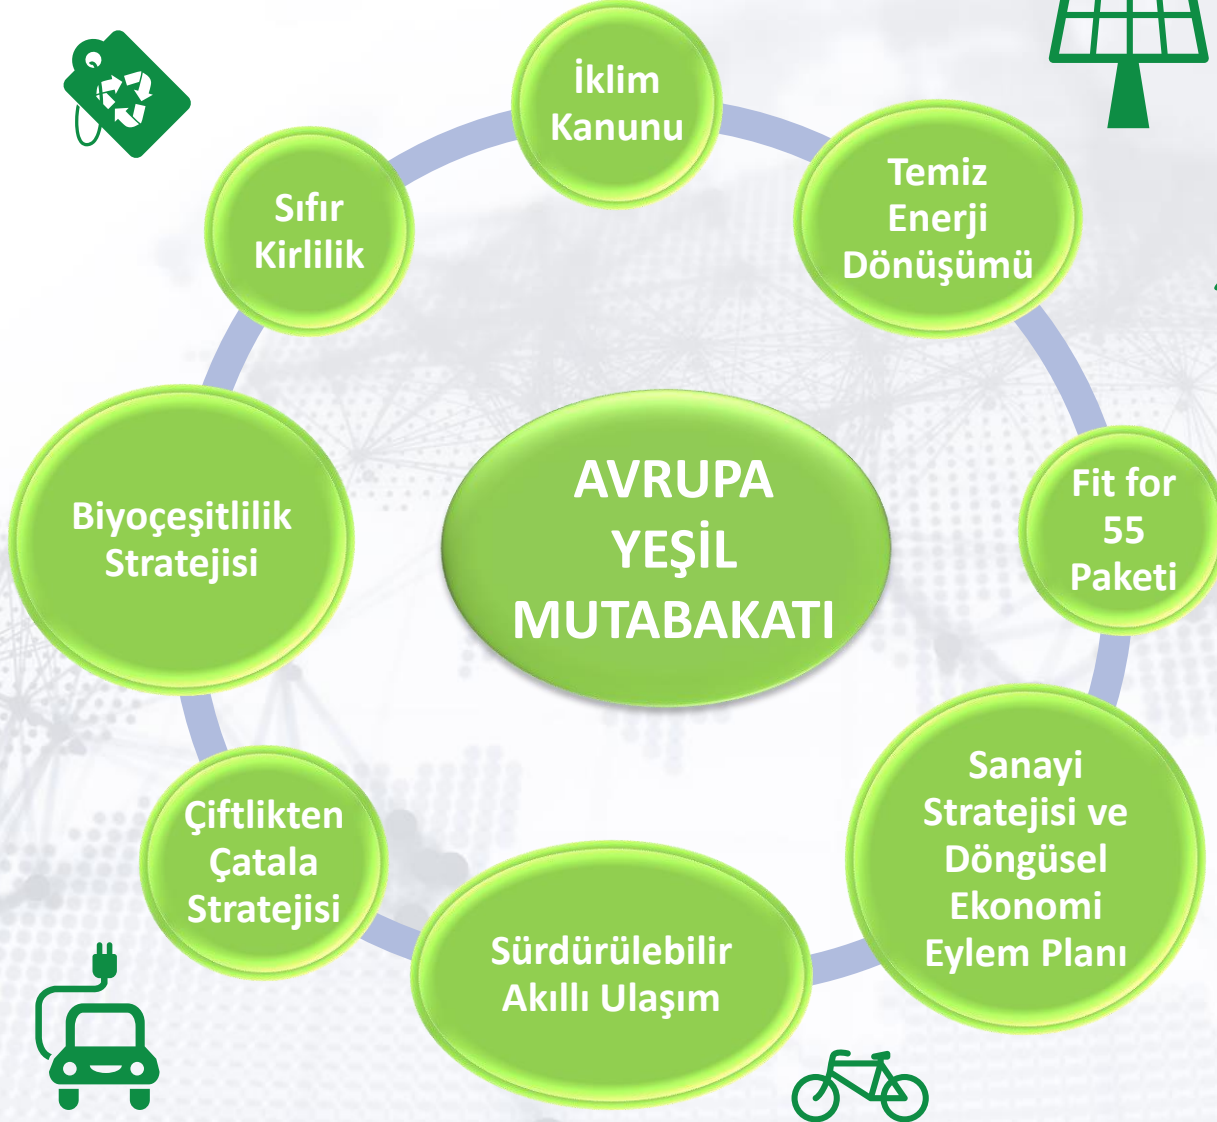 İklim
Kanunu
Temiz
Enerji
Dönüşümü
Fit for
55
Paketi
Sanayi
Stratejisi ve
Döngüsel
Ekonomi
Eylem Planı
Sürdürülebilir
Akıllı Ulaşım
Çiftlikten
Çatala
Stratejisi
Biyoçeşitlilik
Stratejisi
Sıfır
Kirlilik
AVRUPA
YEŞİL
MUTABAKATI